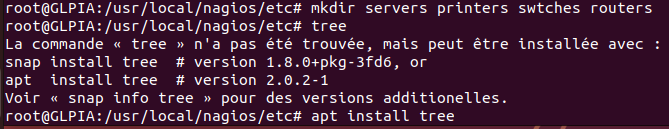 root@GLPIA:/usr/local/nagios/etc# mkdir servers printers swtches routers
root@GLPIA:/usr/local/nagios/etc# tree
La commande « tree » n'a pas été trouvée, mais peut être installée avec :
snap install tree  # version 1.8.0+pkg-3fd6, or
apt  install tree  # version 2.0.2-1
Voir « snap info tree » pour des versions additionelles.
root@GLPIA:/usr/local/nagios/etc# apt install tree